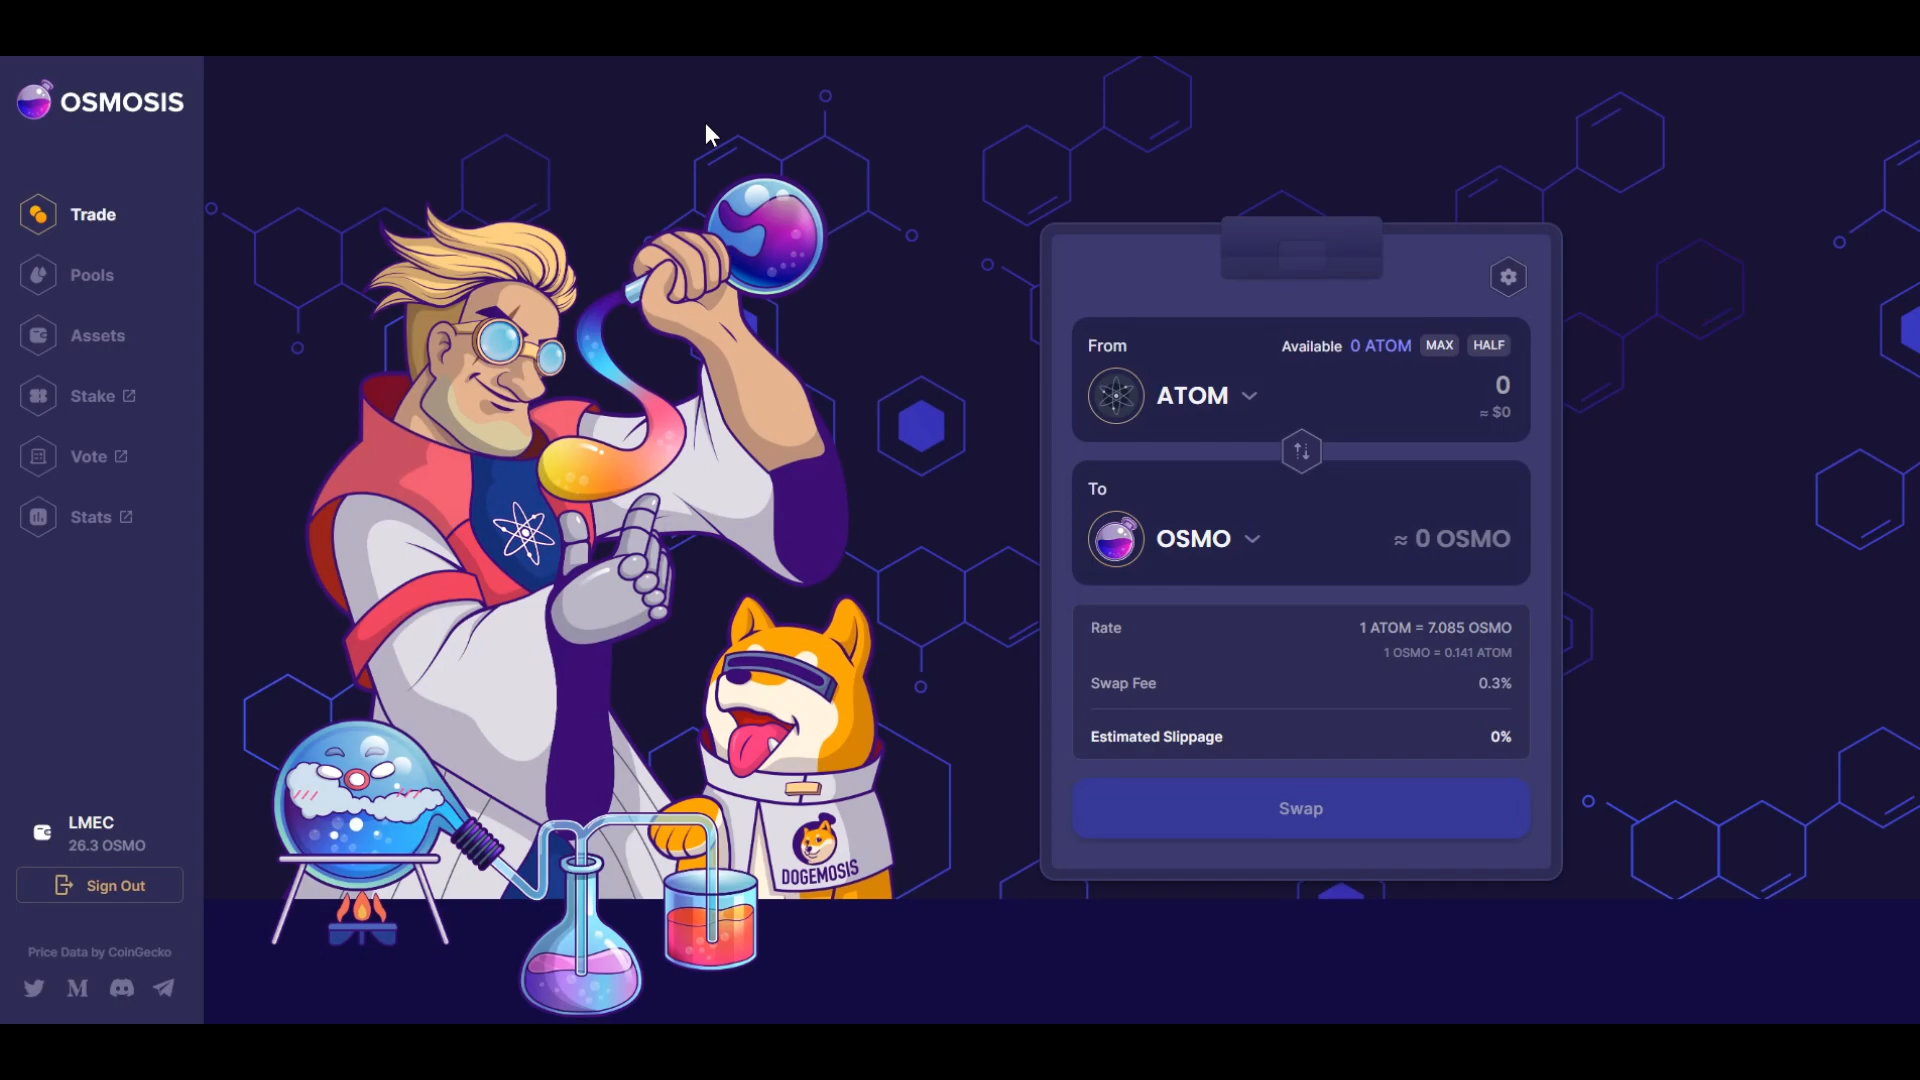 OSMOSIS
Trade
Pools
Assets
Stake
Vote
Stats
LMEC
26.3 OSMO
Sign Out
Price Data by CoinGecko
DOGEMOSIS
From
Available 0 ATOM MAX HALF
ATOM
0
≈ $0
To
OSMO
≈ 0 OSMO
Rate
1 ATOM = 7.085 OSMO
1 OSMO = 0.141 ATOM
Swap Fee
0.3%
Estimated Slippage
0%
Swap